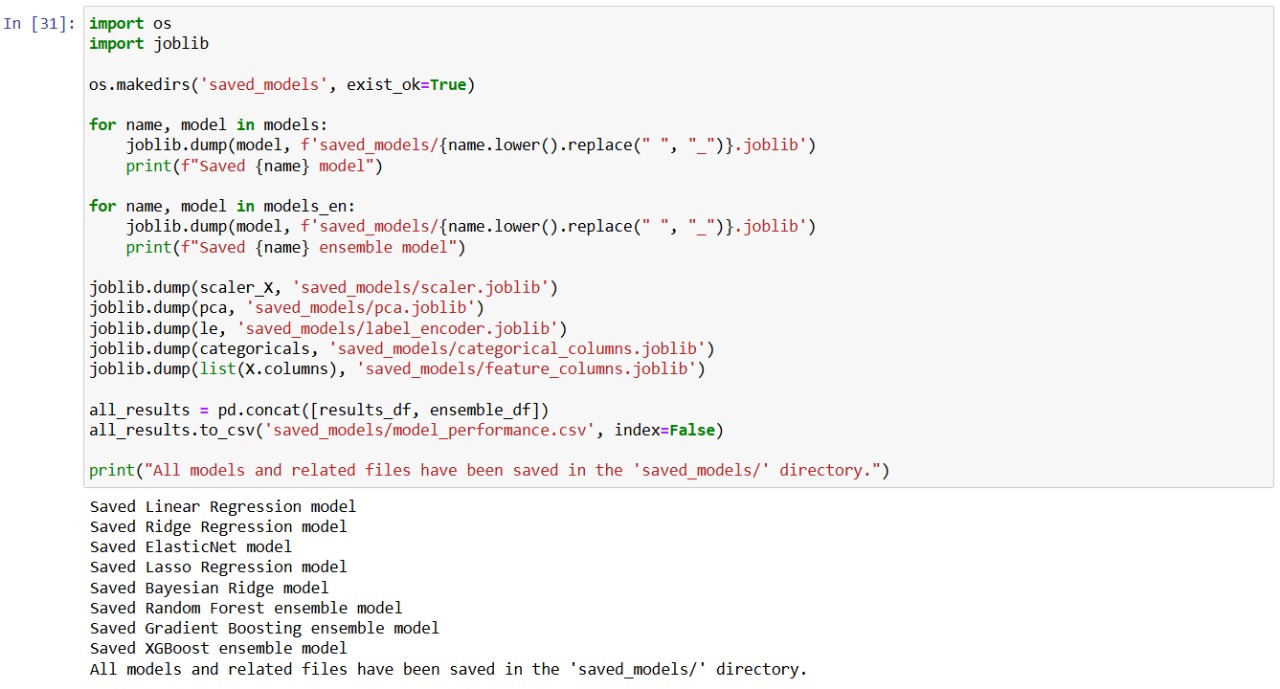 In [31]: import os
import joblib
os.makedirs('saved_models', exist_ok=True)
for name, model in models:
    joblib.dump(model, f'saved_models/{name.lower().replace(" ", "_")}.joblib')
    print(f"Saved {name} model")
for name, model in models_en:
    joblib.dump(model, f'saved_models/{name.lower().replace(" ", "_")}.joblib')
    print(f"Saved {name} ensemble model")
joblib.dump(scaler_X, 'saved_models/scaler.joblib')
joblib.dump(pca, 'saved_models/pca.joblib')
joblib.dump(le, 'saved_models/label_encoder.joblib')
joblib.dump(categoricals, 'saved_models/categorical_columns.joblib')
joblib.dump(list(X.columns), 'saved_models/feature_columns.joblib')
all_results = pd.concat([results_df, ensemble_df])
all_results.to_csv('saved_models/model_performance.csv', index=False)
print("All models and related files have been saved in the 'saved_models/' directory.")
Saved Linear Regression model
Saved Ridge Regression model
Saved ElasticNet model
Saved Lasso Regression model
Saved Bayesian Ridge model
Saved Random Forest ensemble model
Saved Gradient Boosting ensemble model
Saved XGBoost ensemble model
All models and related files have been saved in the 'saved_models/' directory.